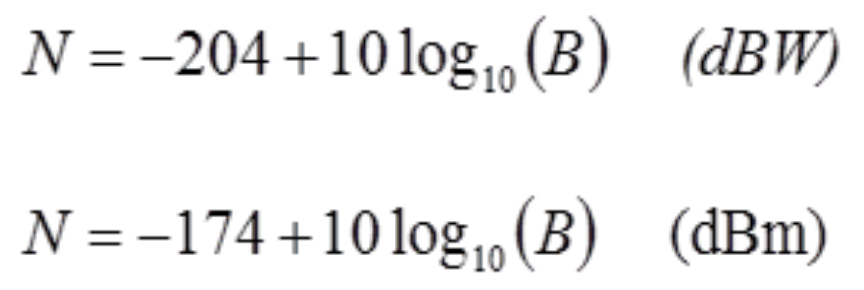 N = −204 + 10 log₁₀(B) (dBW)
N = −174 + 10 log₁₀(B) (dBm)